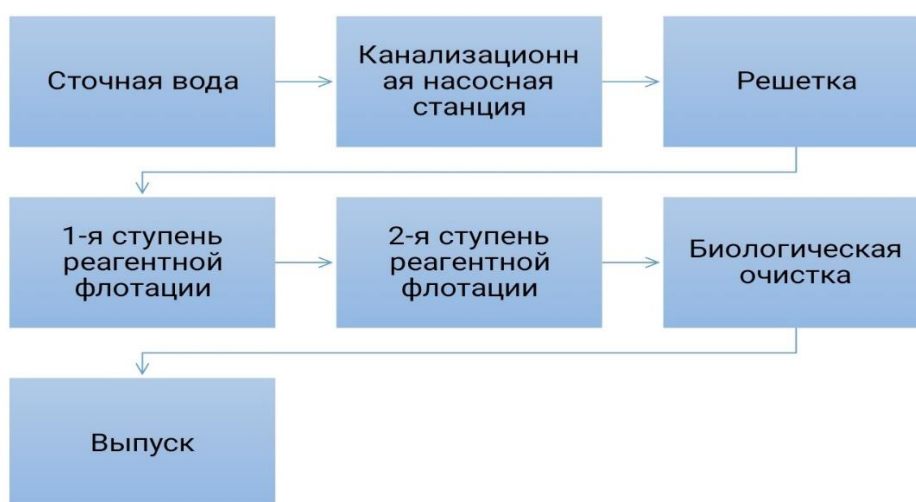 Сточная вода
Канализационн
ая насосная
станция
Решетка
1-я ступень
реагентной
флотации
2-я ступень
реагентной
флотации
Биологическая
очистка
Выпуск